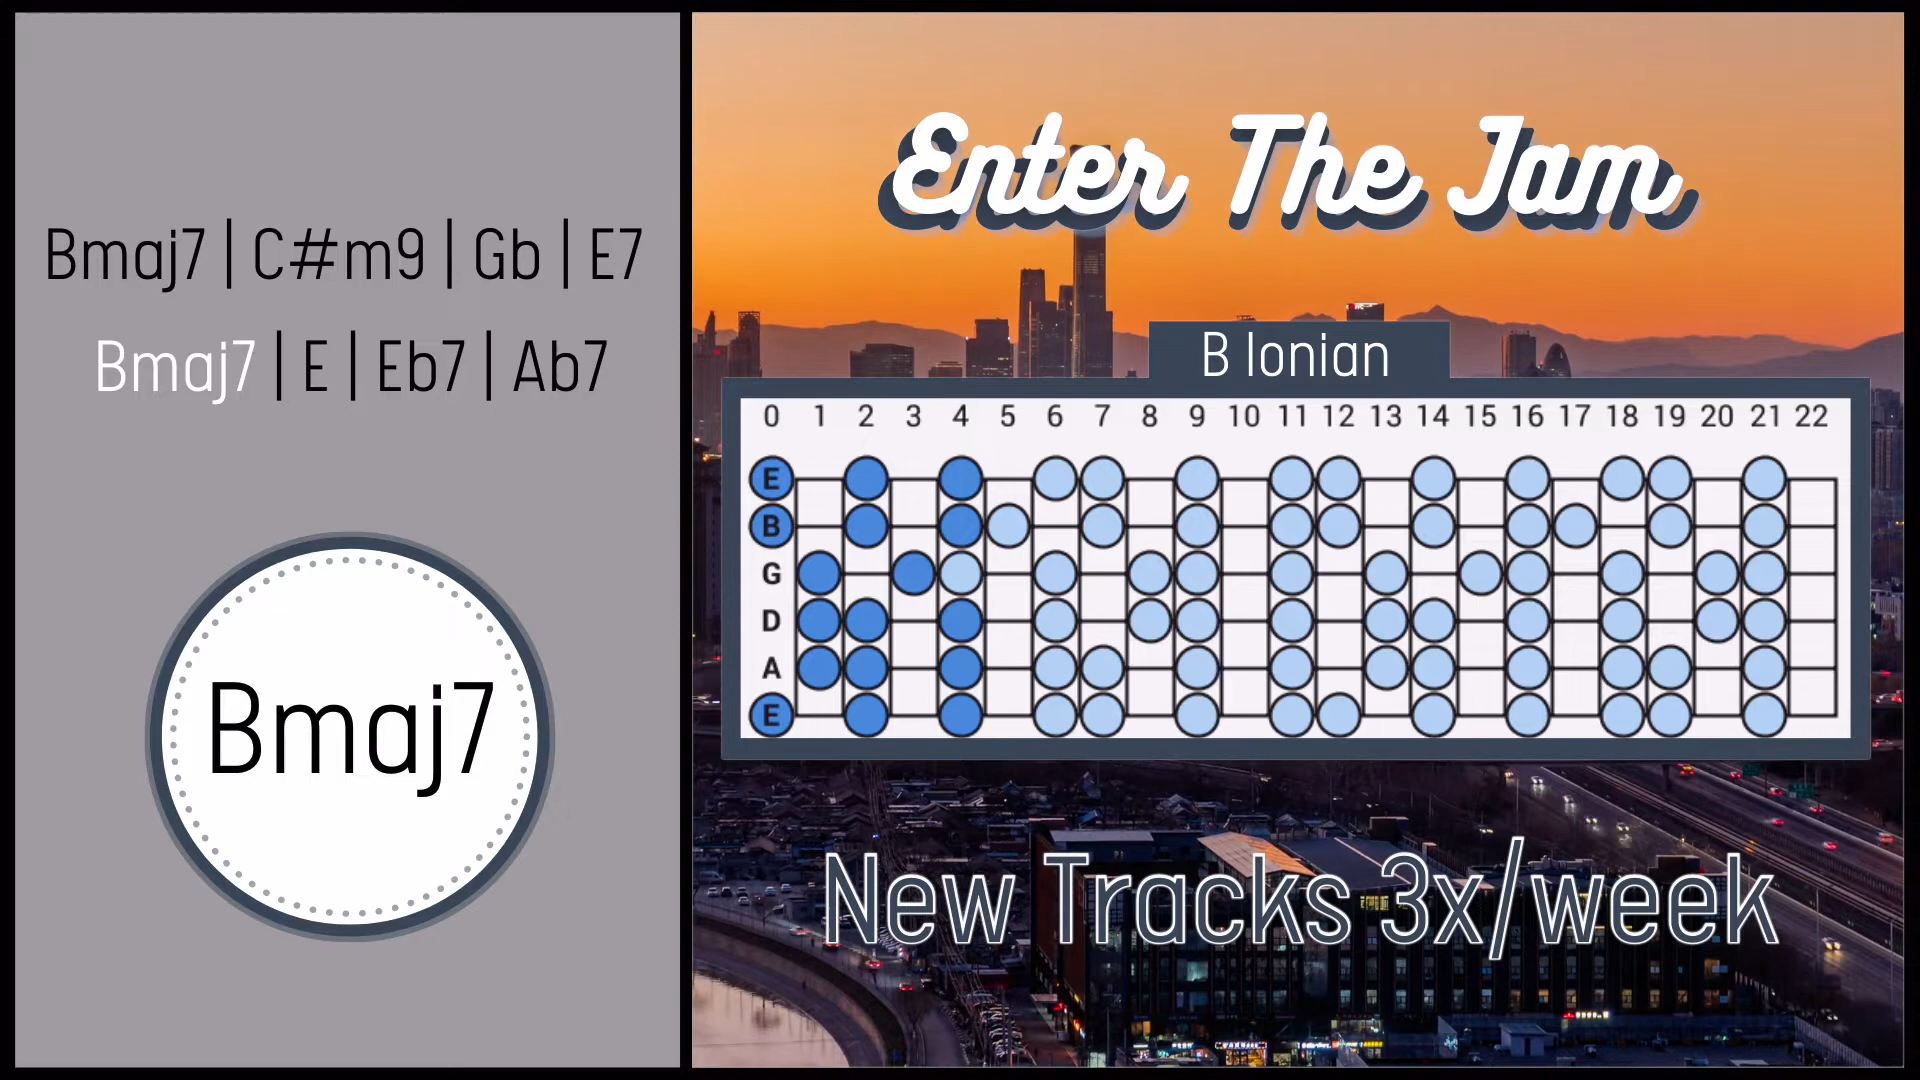 Bmaj7 | C#m9 | Gb | E7
Bmaj7 | E | Eb7 | Ab7
Bmaj7
Enter The Jam
B Ionian
0 1 2 3 4 5 6 7 8 9 10 11 12 13 14 15 16 17 18 19 20 21 22
E
B
G
D
A
E
New Tracks 3x/week